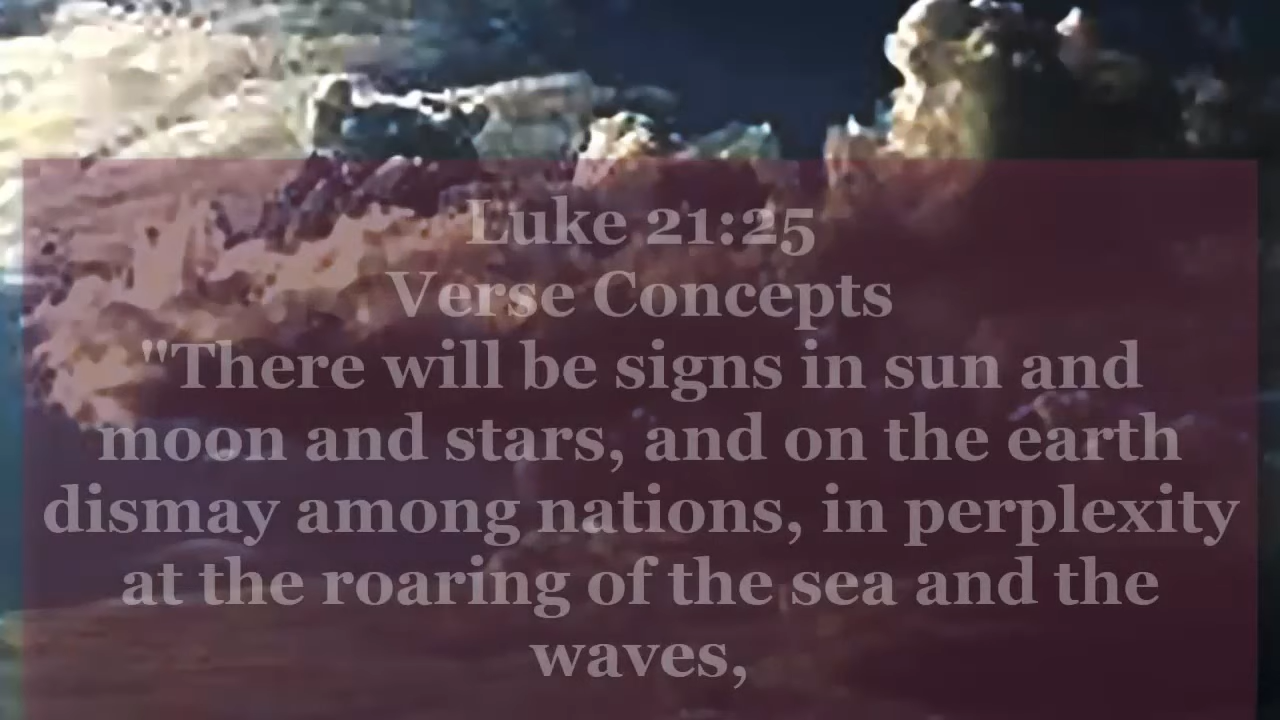 Luke 21:25
Verse Concepts
"There will be signs in sun and
moon and stars, and on the earth
dismay among nations, in perplexity
at the roaring of the sea and the
waves,